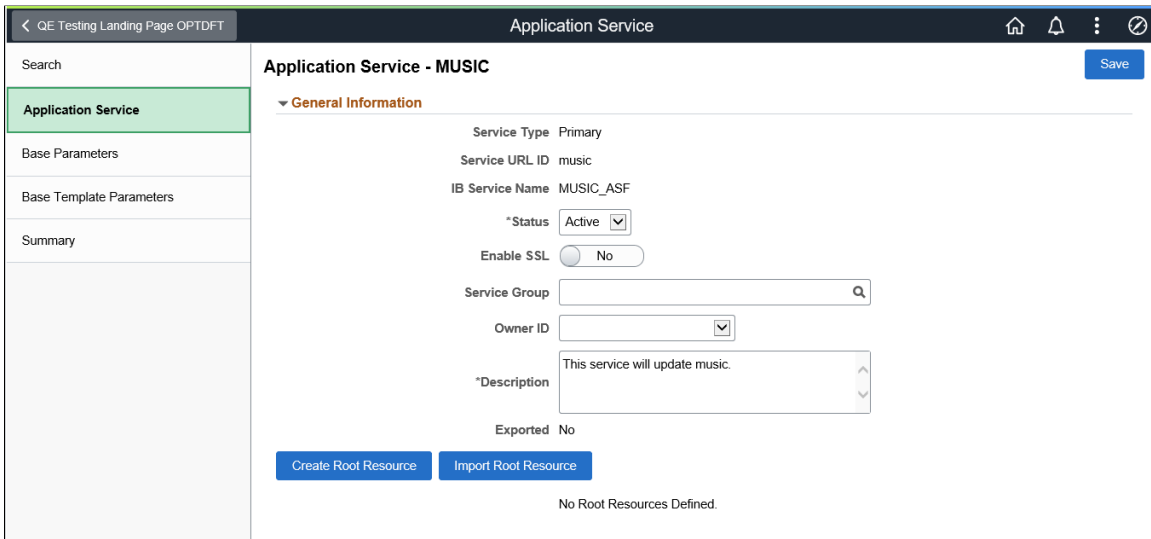 QE Testing Landing Page OPTDFT
Application Service
Search
Application Service
Base Parameters
Base Template Parameters
Summary
Application Service - MUSIC
Save
General Information
Service Type Primary
Service URL ID music
IB Service Name MUSIC_ASF
*Status Active
Enable SSL No
Service Group
Owner ID
*Description This service will update music.
Exported No
Create Root Resource Import Root Resource
No Root Resources Defined.